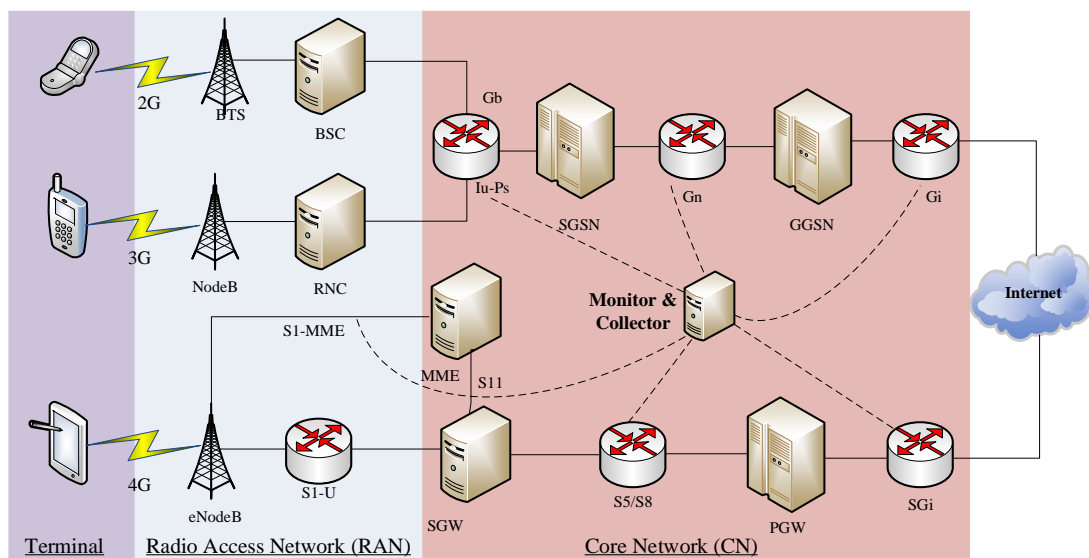 2G
BTS
BSC
Gb
Iu-Ps
SGSN
Gn
GGSN
Gi
3G
NodeB
RNC
Monitor &
Collector
Internet
S1-MME
MME
S11
4G
eNodeB
S1-U
SGW
S5/S8
PGW
SGi
Terminal
Radio Access Network (RAN)
Core Network (CN)